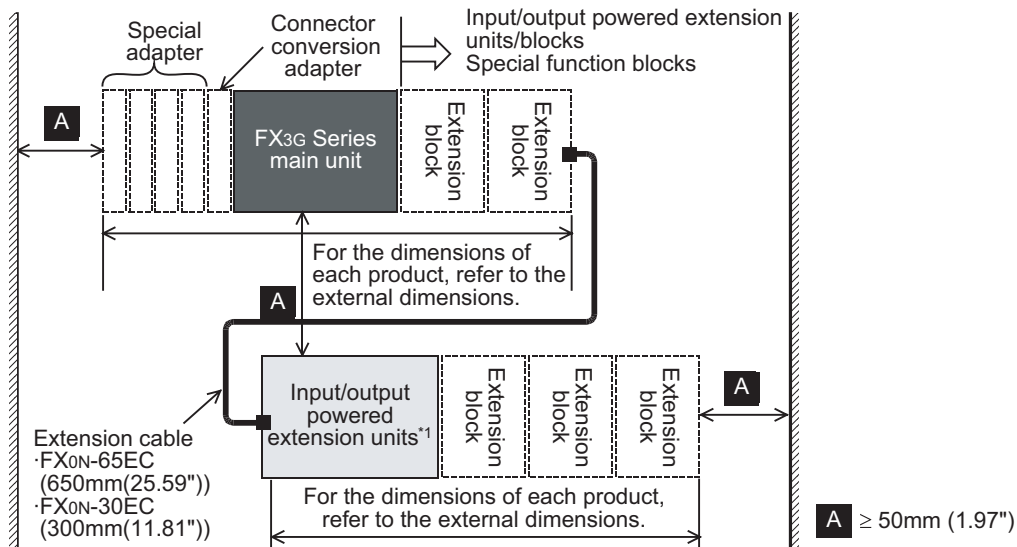 Special
adapter
Connector
conversion
adapter
Input/output powered extension
units/blocks
Special function blocks
A
FX3G Series
main unit
Extension
block
Extension
block
For the dimensions of
each product, refer to the
external dimensions.
A
Input/output
powered
extension units*1
Extension
block
Extension
block
Extension
block
A
Extension cable
·FX0N-65EC
(650mm(25.59"))
·FX0N-30EC
(300mm(11.81"))
For the dimensions of each product,
refer to the external dimensions.
A ≥ 50mm (1.97")